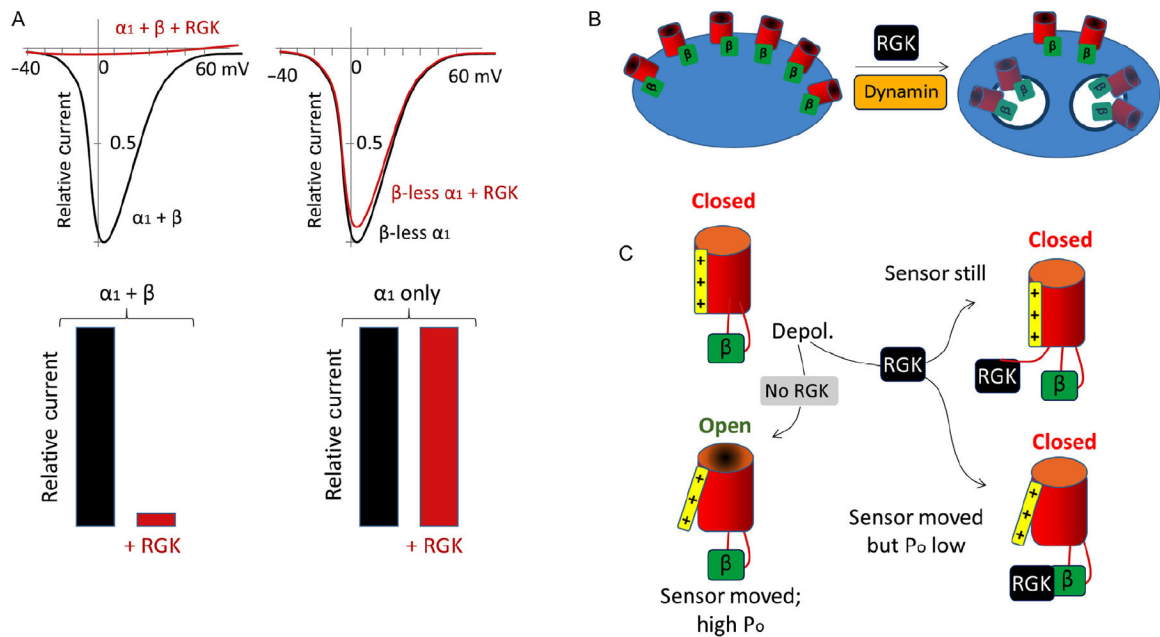 A
α1 + β + RGK
−40
0
60 mV
Relative current
0.5
α1 + β
−40
0
60 mV
Relative current
0.5
β-less α1 + RGK
β-less α1
α1 + β
Relative current
+ RGK
α1 only
Relative current
+ RGK
B
β
β
β
β
β
β
RGK
Dynamin
β
β
β
β
β
β
C
Closed
+
+
+
β
Depol.
No RGK
RGK
Sensor still
Closed
+
+
+
RGK
β
Open
+
+
+
β
Sensor moved;
high Po
Sensor moved
but Po low
Closed
+
+
+
RGK
β